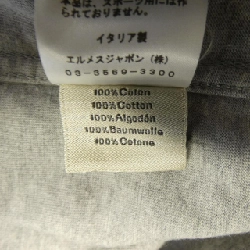 本品は、スポーツ用に作ら
れておりません。
イタリア製
エルメスジャポン（株）
03-3569-3300
100% Coton
100% Cotton
100% Algodón
100% Baumwolle
100% Cotone